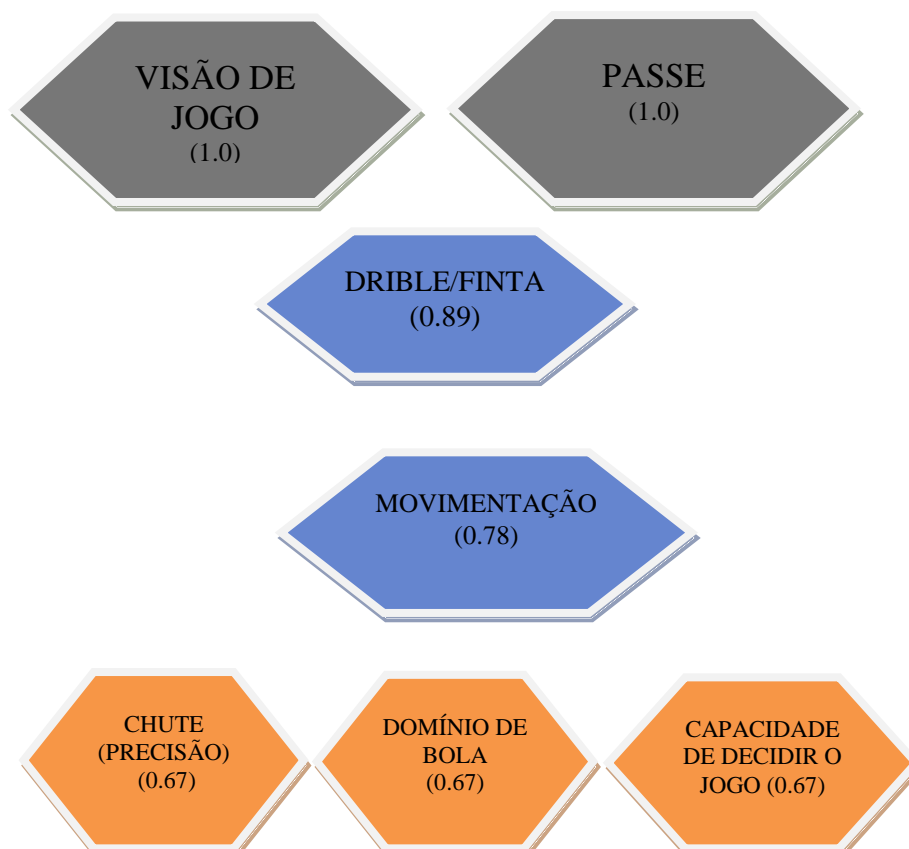 VISÃO DE
JOGO
(1.0)
PASSE
(1.0)
DRIBLE/FINTA
(0.89)
MOVIMENTAÇÃO
(0.78)
CHUTE
(PRECISÃO)
(0.67)
DOMÍNIO DE
BOLA
(0.67)
CAPACIDADE
DE DECIDIR O
JOGO (0.67)